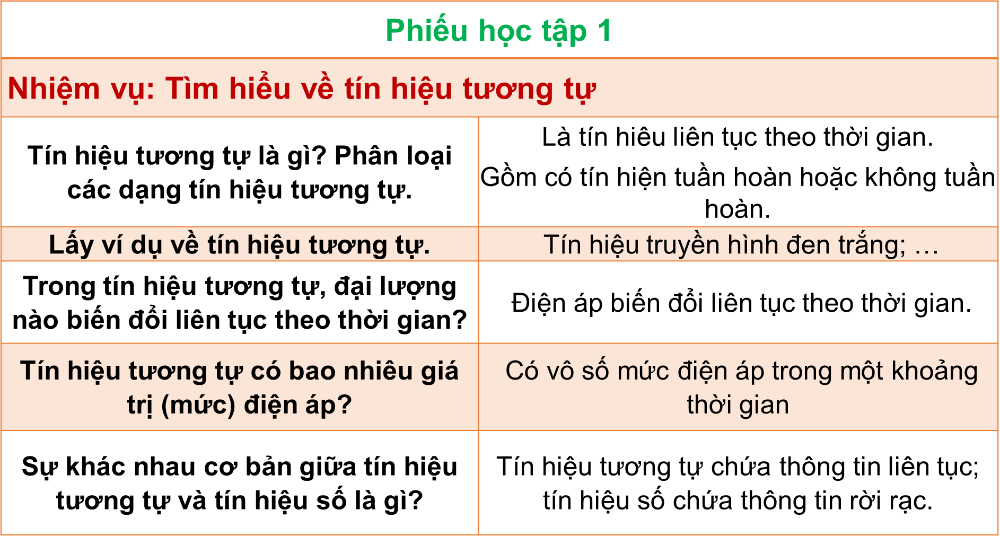 Phiếu học tập 1
Nhiệm vụ: Tìm hiểu về tín hiệu tương tự
Tín hiệu tương tự là gì? Phân loại
các dạng tín hiệu tương tự.
Là tín hiêu liên tục theo thời gian.
Gồm có tín hiện tuần hoàn hoặc không tuần
hoàn.
Lấy ví dụ về tín hiệu tương tự.
Tín hiệu truyền hình đen trắng; …
Trong tín hiệu tương tự, đại lượng
nào biến đổi liên tục theo thời gian?
Điện áp biến đổi liên tục theo thời gian.
Tín hiệu tương tự có bao nhiêu giá
trị (mức) điện áp?
Có vô số mức điện áp trong một khoảng
thời gian
Sự khác nhau cơ bản giữa tín hiệu
tương tự và tín hiệu số là gì?
Tín hiệu tương tự chứa thông tin liên tục;
tín hiệu số chứa thông tin rời rạc.